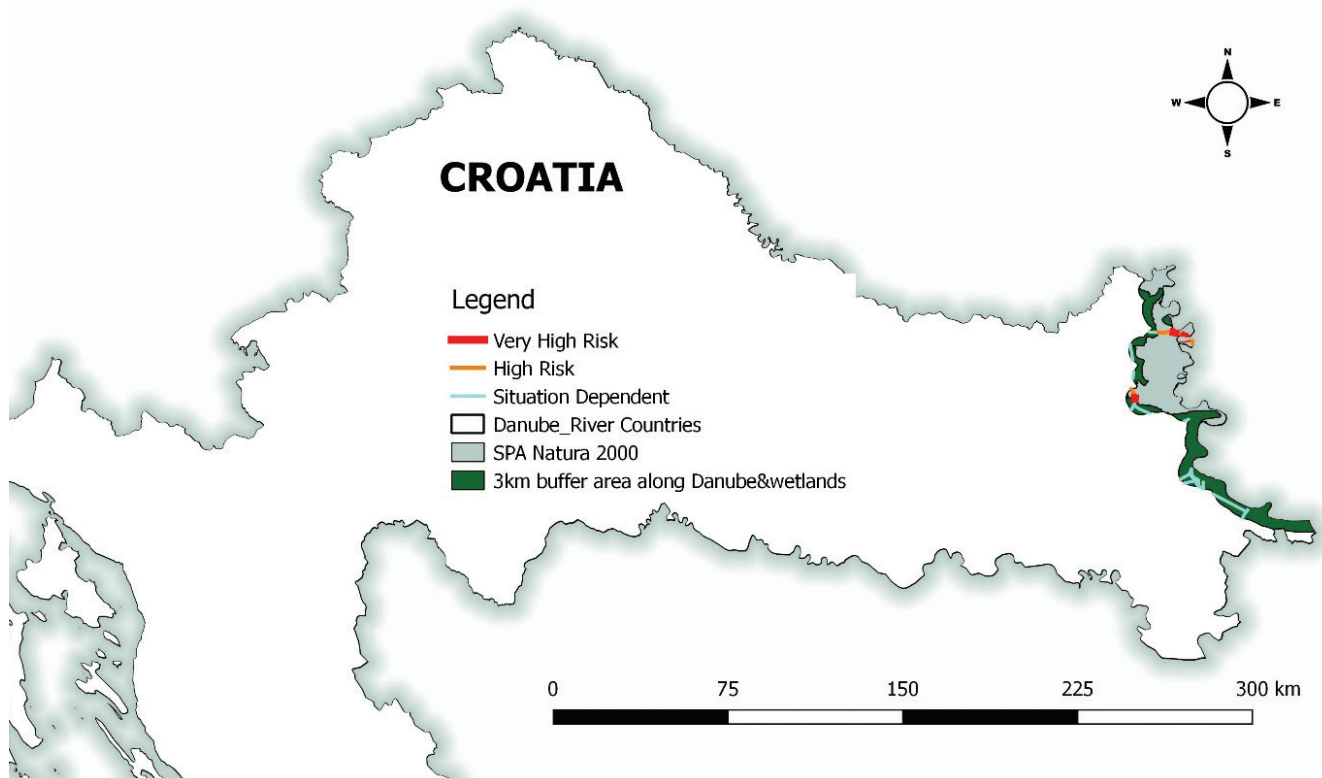 N
W E
S
CROATIA
Legend
Very High Risk
High Risk
Situation Dependent
Danube_River Countries
SPA Natura 2000
3km buffer area along Danube&wetlands
0 75 150 225 300 km